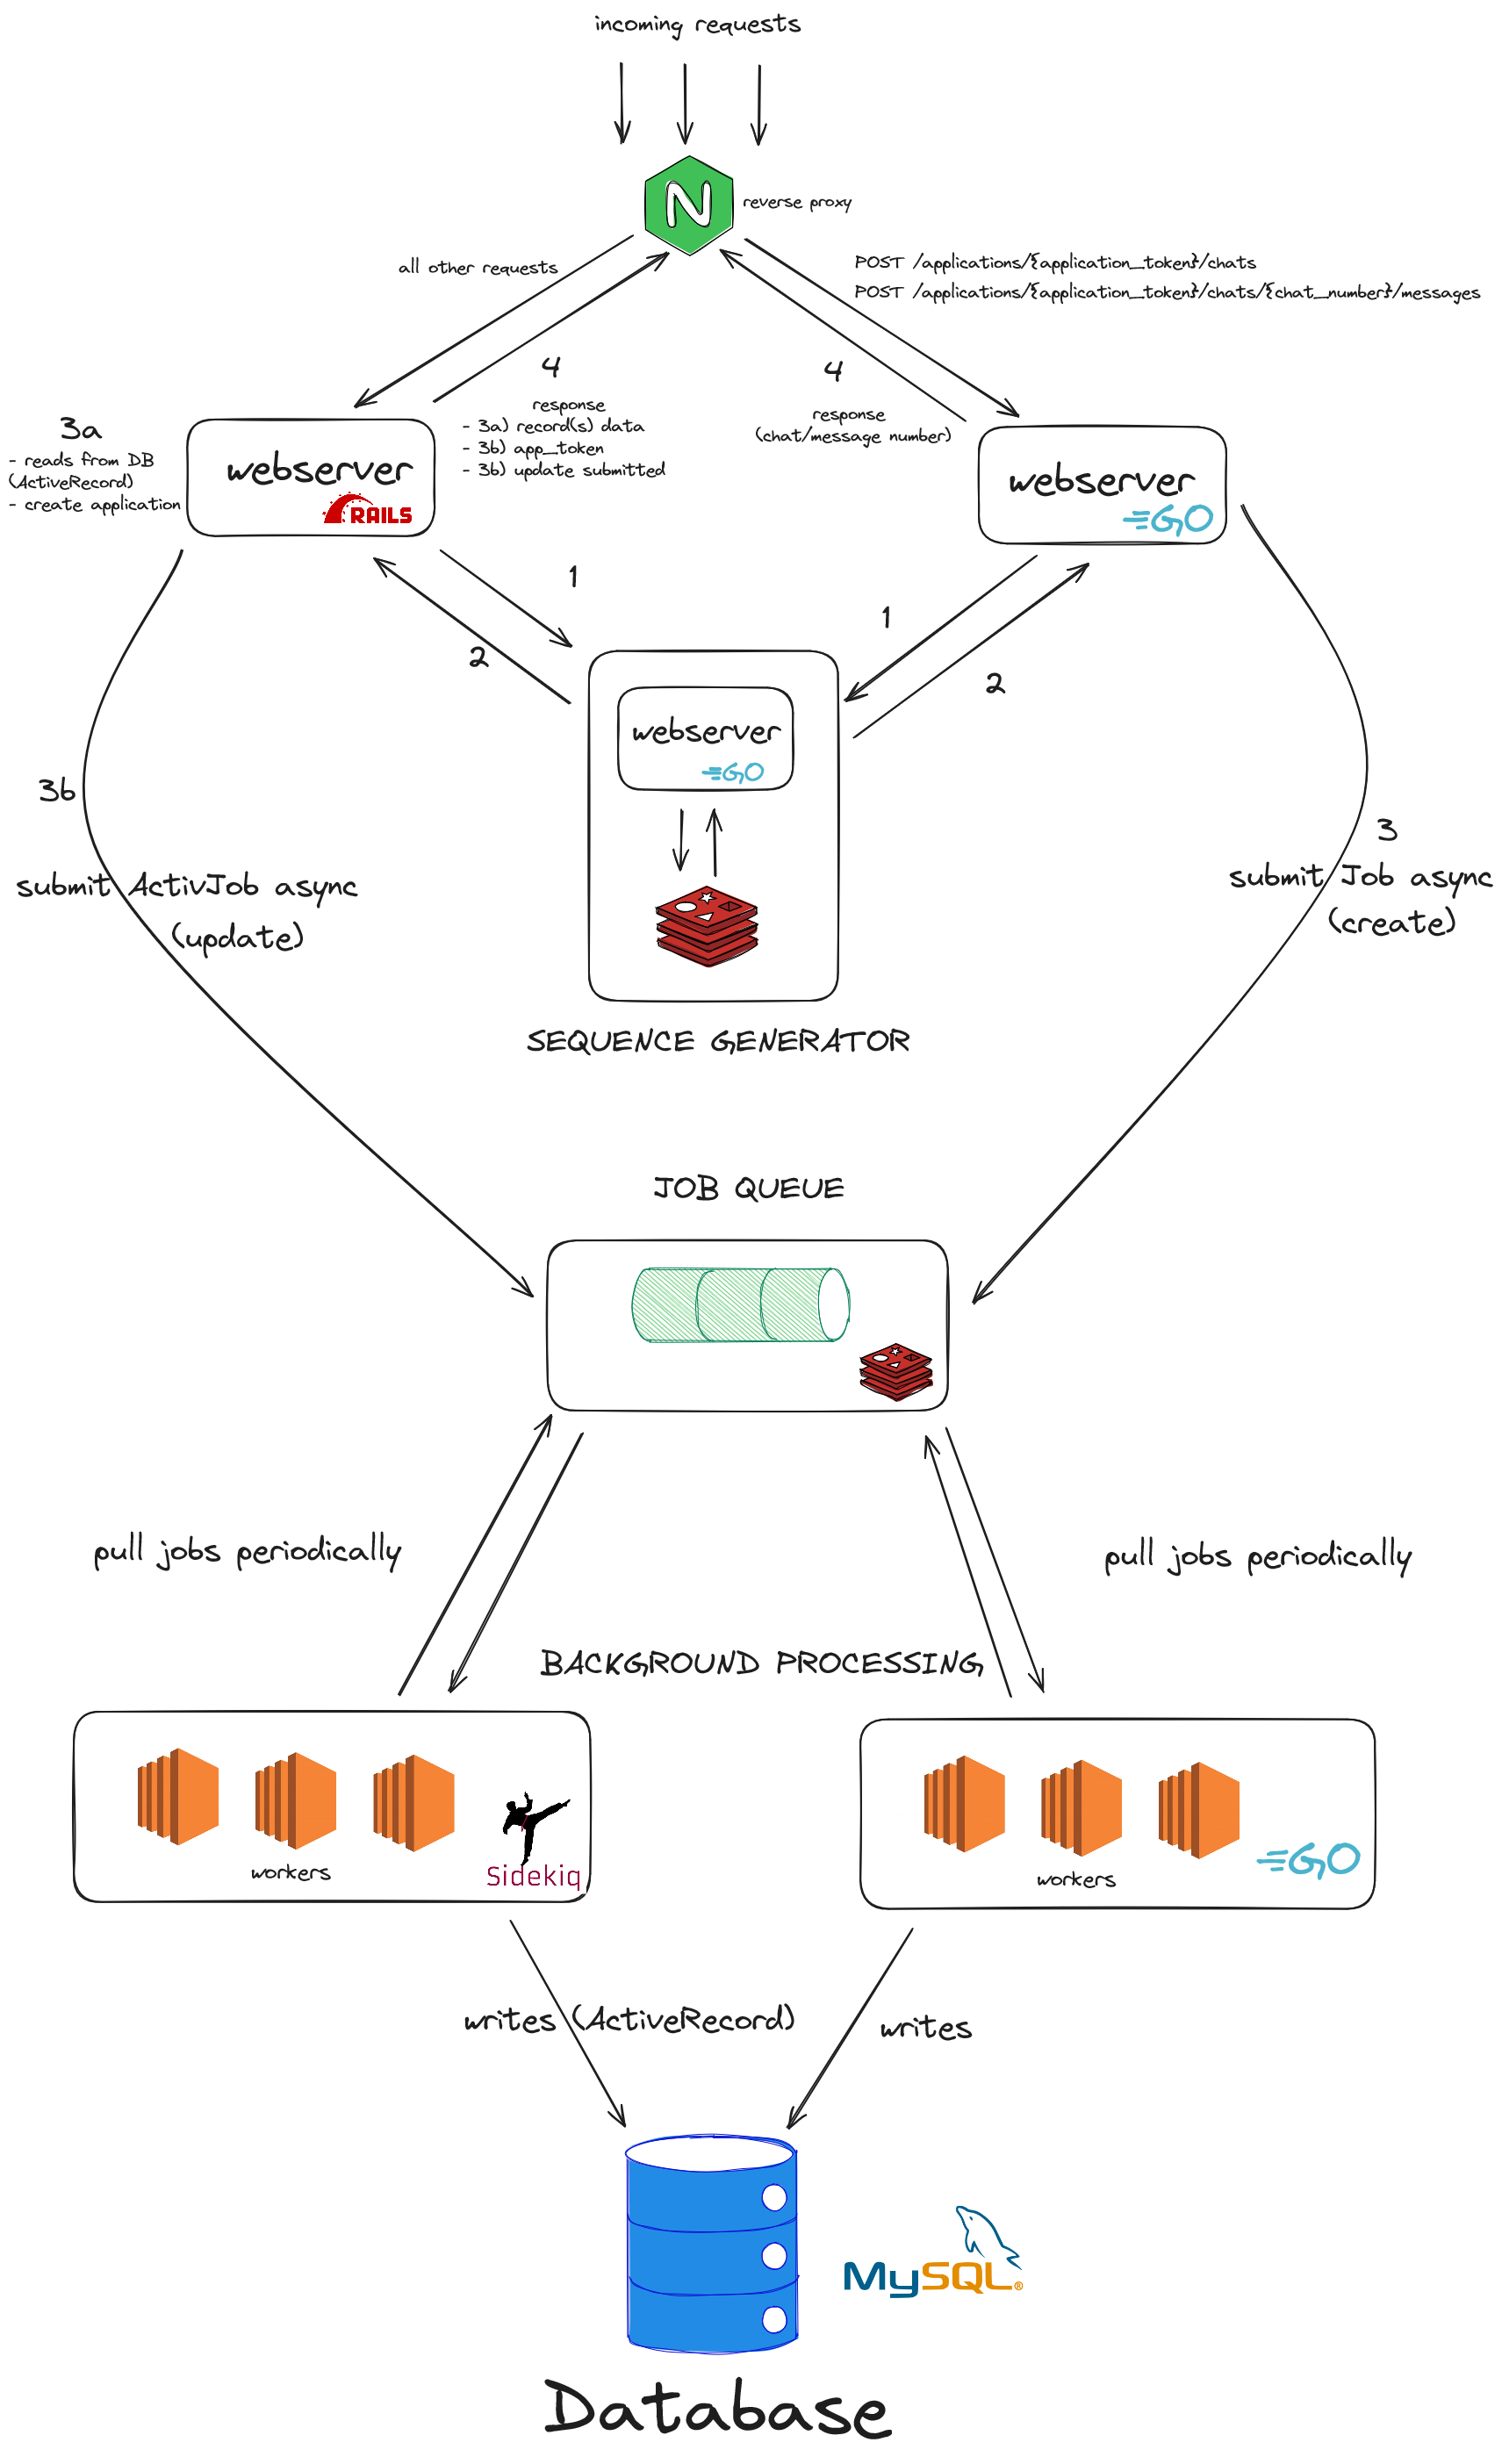 incoming requests
N
reverse proxy
all other requests
POST /applications/{application_token}/chats
POST /applications/{application_token}/chats/{chat_number}/messages
4
response
- 3a) record(s) data
- 3b) app_token
- 3b) update submitted
4
response
(chat/message number)
3a
- reads from DB
(ActiveRecord)
- create application
webserver
RAILS
webserver
GO
1
2
1
2
webserver
GO
3b
submit ActivJob async
(update)
3
submit Job async
(create)
SEQUENCE GENERATOR
JOB QUEUE
pull jobs periodically
pull jobs periodically
BACKGROUND PROCESSING
workers
Sidekiq
workers
GO
writes (ActiveRecord)
writes
MySQL®
Database